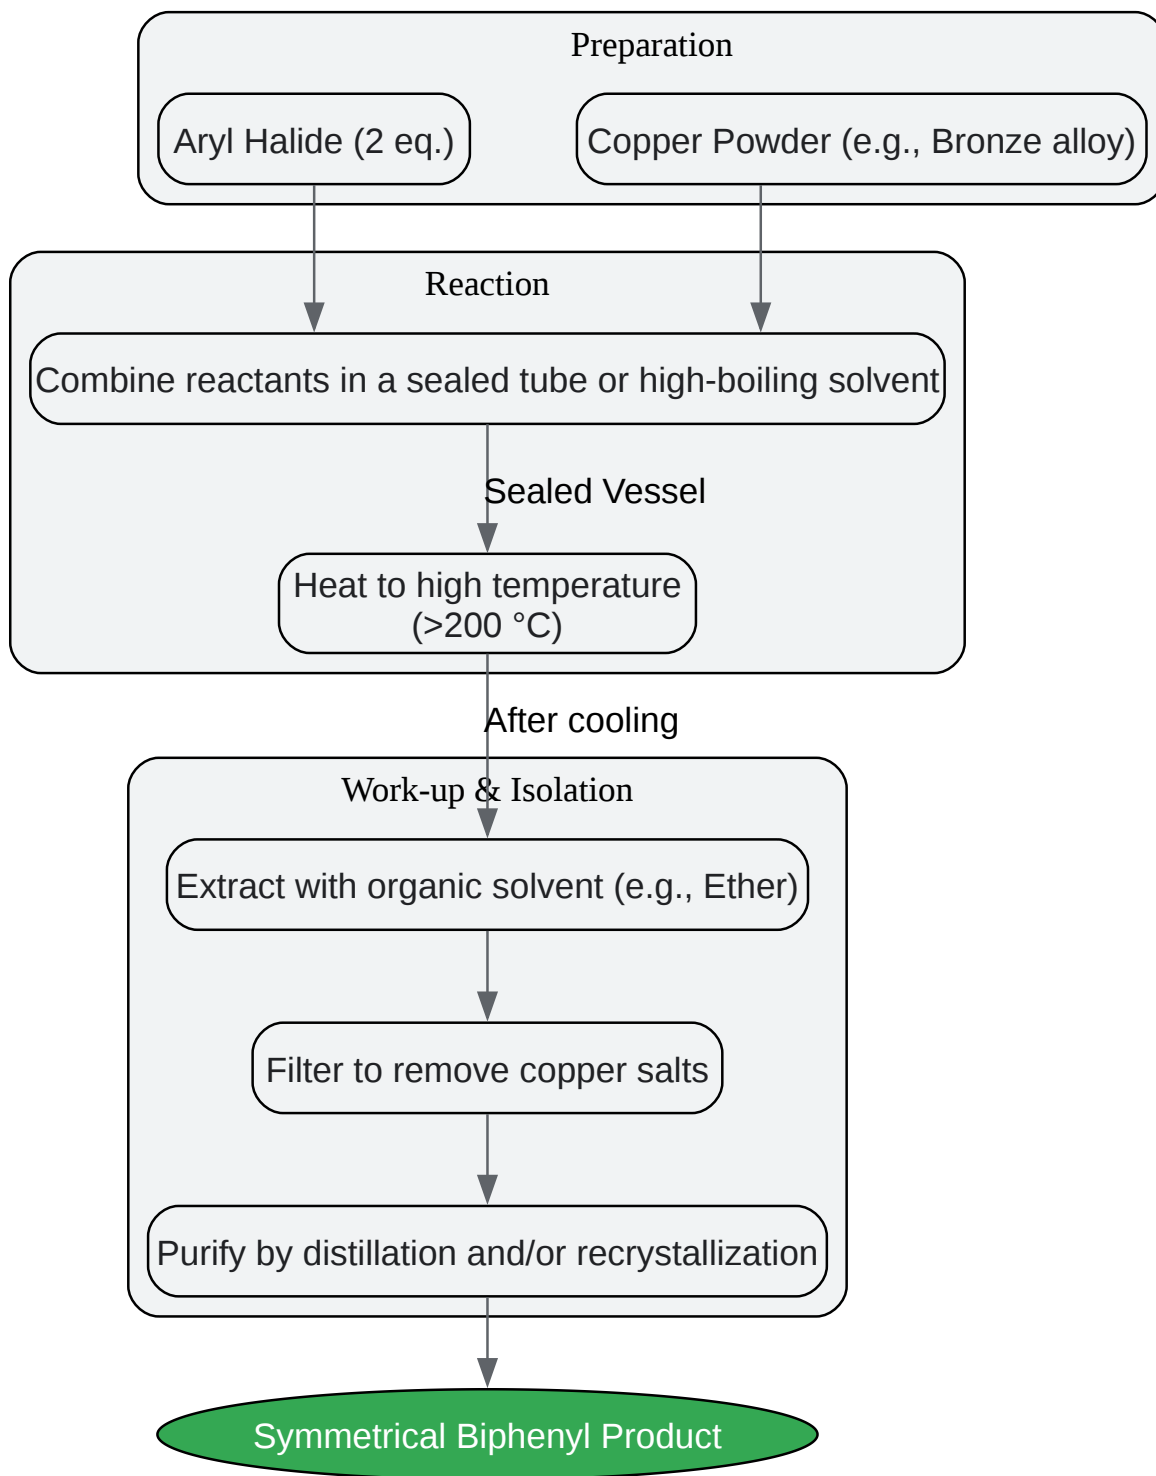 Preparation
Aryl Halide (2 eq.)
Copper Powder (e.g., Bronze alloy)
Reaction
Combine reactants in a sealed tube or high-boiling solvent
Sealed Vessel
Heat to high temperature
(>200 °C)
After cooling
Work-up & Isolation
Extract with organic solvent (e.g., Ether)
Filter to remove copper salts
Purify by distillation and/or recrystallization
Symmetrical Biphenyl Product